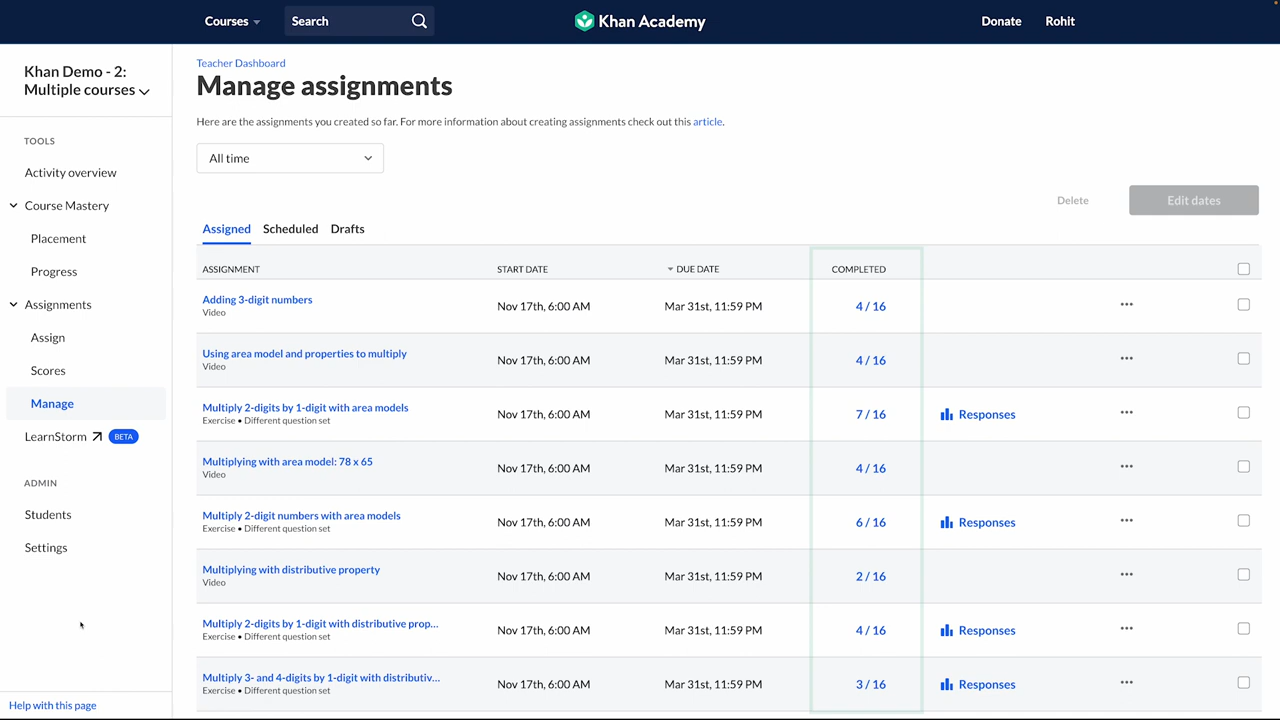 Courses
Search
Khan Academy
Donate
Rohit
Khan Demo - 2:
Multiple courses
TOOLS
Activity overview
Course Mastery
Placement
Progress
Assignments
Assign
Scores
Manage
LearnStorm BETA
ADMIN
Students
Settings
Help with this page
Teacher Dashboard
Manage assignments
Here are the assignments you created so far. For more information about creating assignments check out this article.
All time
Delete
Edit dates
Assigned Scheduled Drafts
ASSIGNMENT START DATE DUE DATE COMPLETED
Adding 3-digit numbers
Video
Nov 17th, 6:00 AM Mar 31st, 11:59 PM 4 / 16
Using area model and properties to multiply
Video
Nov 17th, 6:00 AM Mar 31st, 11:59 PM 4 / 16
Multiply 2-digits by 1-digit with area models
Exercise • Different question set
Nov 17th, 6:00 AM Mar 31st, 11:59 PM 7 / 16 Responses
Multiplying with area model: 78 x 65
Video
Nov 17th, 6:00 AM Mar 31st, 11:59 PM 4 / 16
Multiply 2-digit numbers with area models
Exercise • Different question set
Nov 17th, 6:00 AM Mar 31st, 11:59 PM 6 / 16 Responses
Multiplying with distributive property
Video
Nov 17th, 6:00 AM Mar 31st, 11:59 PM 2 / 16
Multiply 2-digits by 1-digit with distributive prop...
Exercise • Different question set
Nov 17th, 6:00 AM Mar 31st, 11:59 PM 4 / 16 Responses
Multiply 3- and 4-digits by 1-digit with distributiv...
Exercise • Different question set
Nov 17th, 6:00 AM Mar 31st, 11:59 PM 3 / 16 Responses